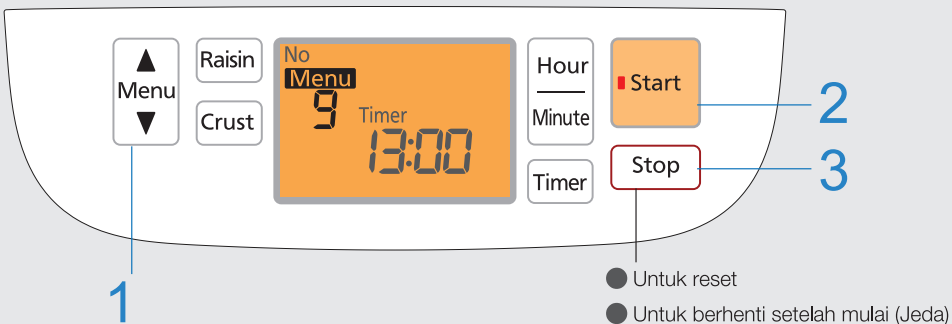 ▲
Menu
▼
Raisin
Crust
No
Menu
9
Timer
13:00
Hour
Minute
Timer
Start
Stop
1
2
3
● Untuk reset
● Untuk berhenti setelah mulai (Jeda)